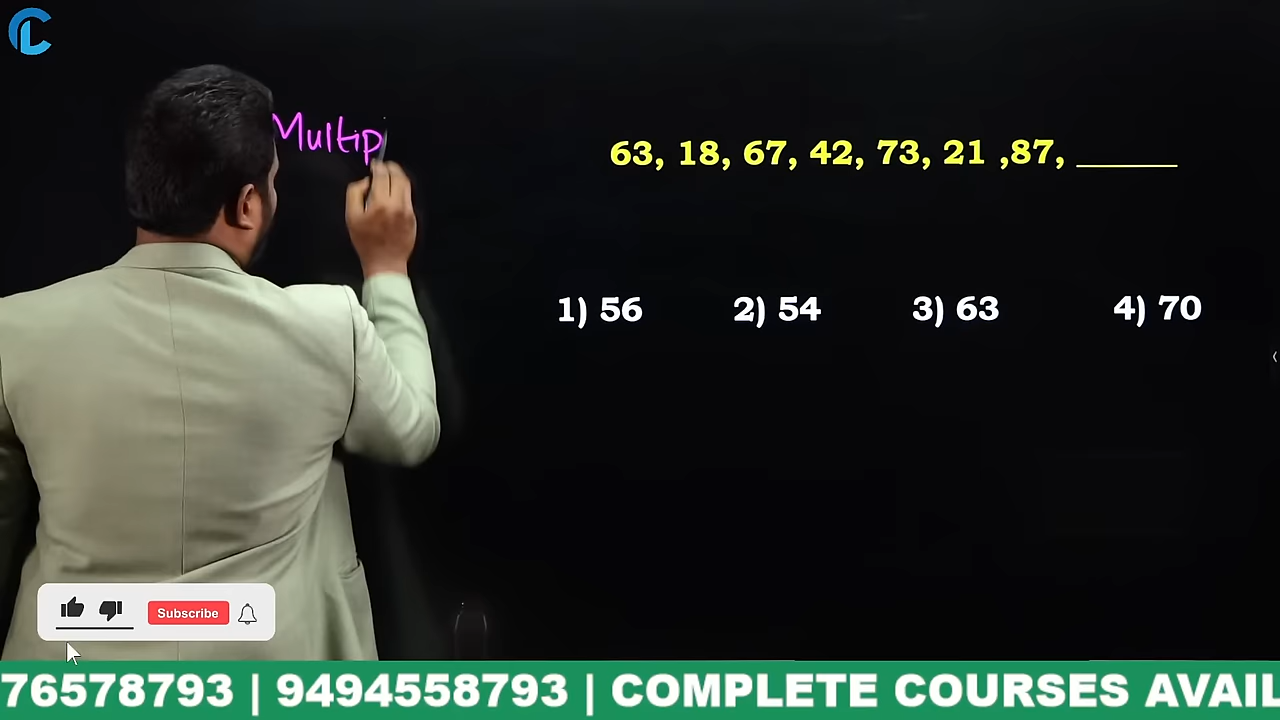 Multip
63, 18, 67, 42, 73, 21 ,87, ______
1) 56 2) 54 3) 63 4) 70
Subscribe
76578793 | 9494558793 | COMPLETE COURSES AVAIL